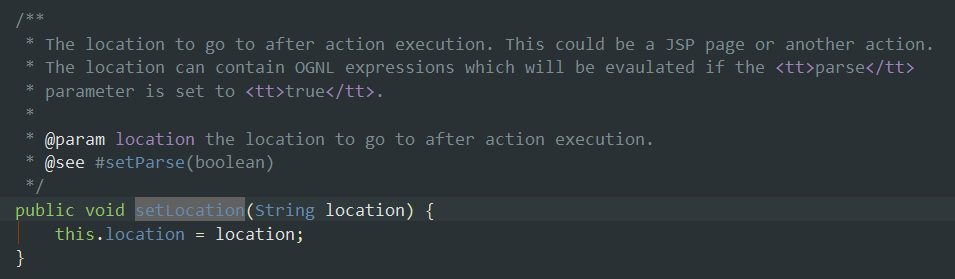 /**
* The location to go to after action execution. This could be a JSP page or another action.
* The location can contain OGNL expressions which will be evaulated if the <tt>parse</tt>
* parameter is set to <tt>true</tt>.
*
* @param location the location to go to after action execution.
* @see #setParse(boolean)
*/
public void setLocation(String location) {
this.location = location;
}